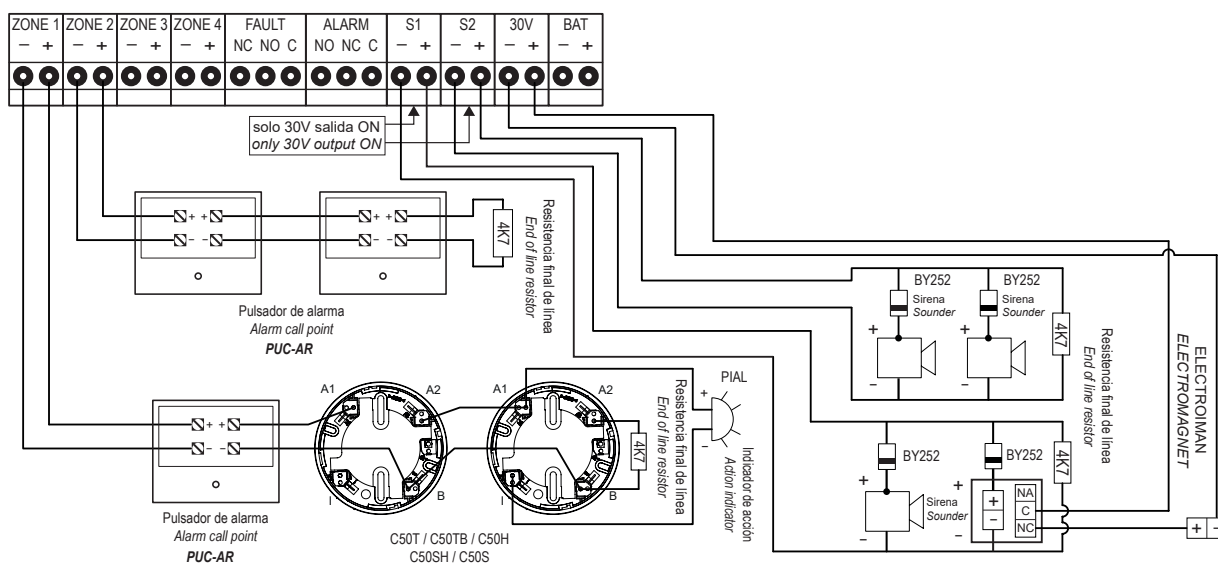 ZONE 1 ZONE 2 ZONE 3 ZONE 4 FAULT ALARM S1 S2 30V BAT
− + − + − + − + NC NO C NO NC C − + − + − + − +
solo 30V salida ON
only 30V output ON
+ + + +
− − − −
4K7
Resistencia final de linea
End of line resistor
Pulsador de alarma
Alarm call point
PUC-AR
BY252 BY252
Sirena Sirena
Sounder Sounder
+ +
− −
4K7
Resistencia final de linea
End of line resistor
ELECTROIMAN
ELECTROMAGNET
A1 A2 A1 A2
+ +
− −
I B I B
4K7
Resistencia final de linea
End of line resistor
PIAL
+
−
Indicador de acción
Action indicator
Pulsador de alarma
Alarm call point
PUC-AR
C50T / C50TB / C50H
C50SH / C50S
BY252 BY252
4K7
+ +
− −
Sirena
Sounder
+
−
NA
C
NC
+ −